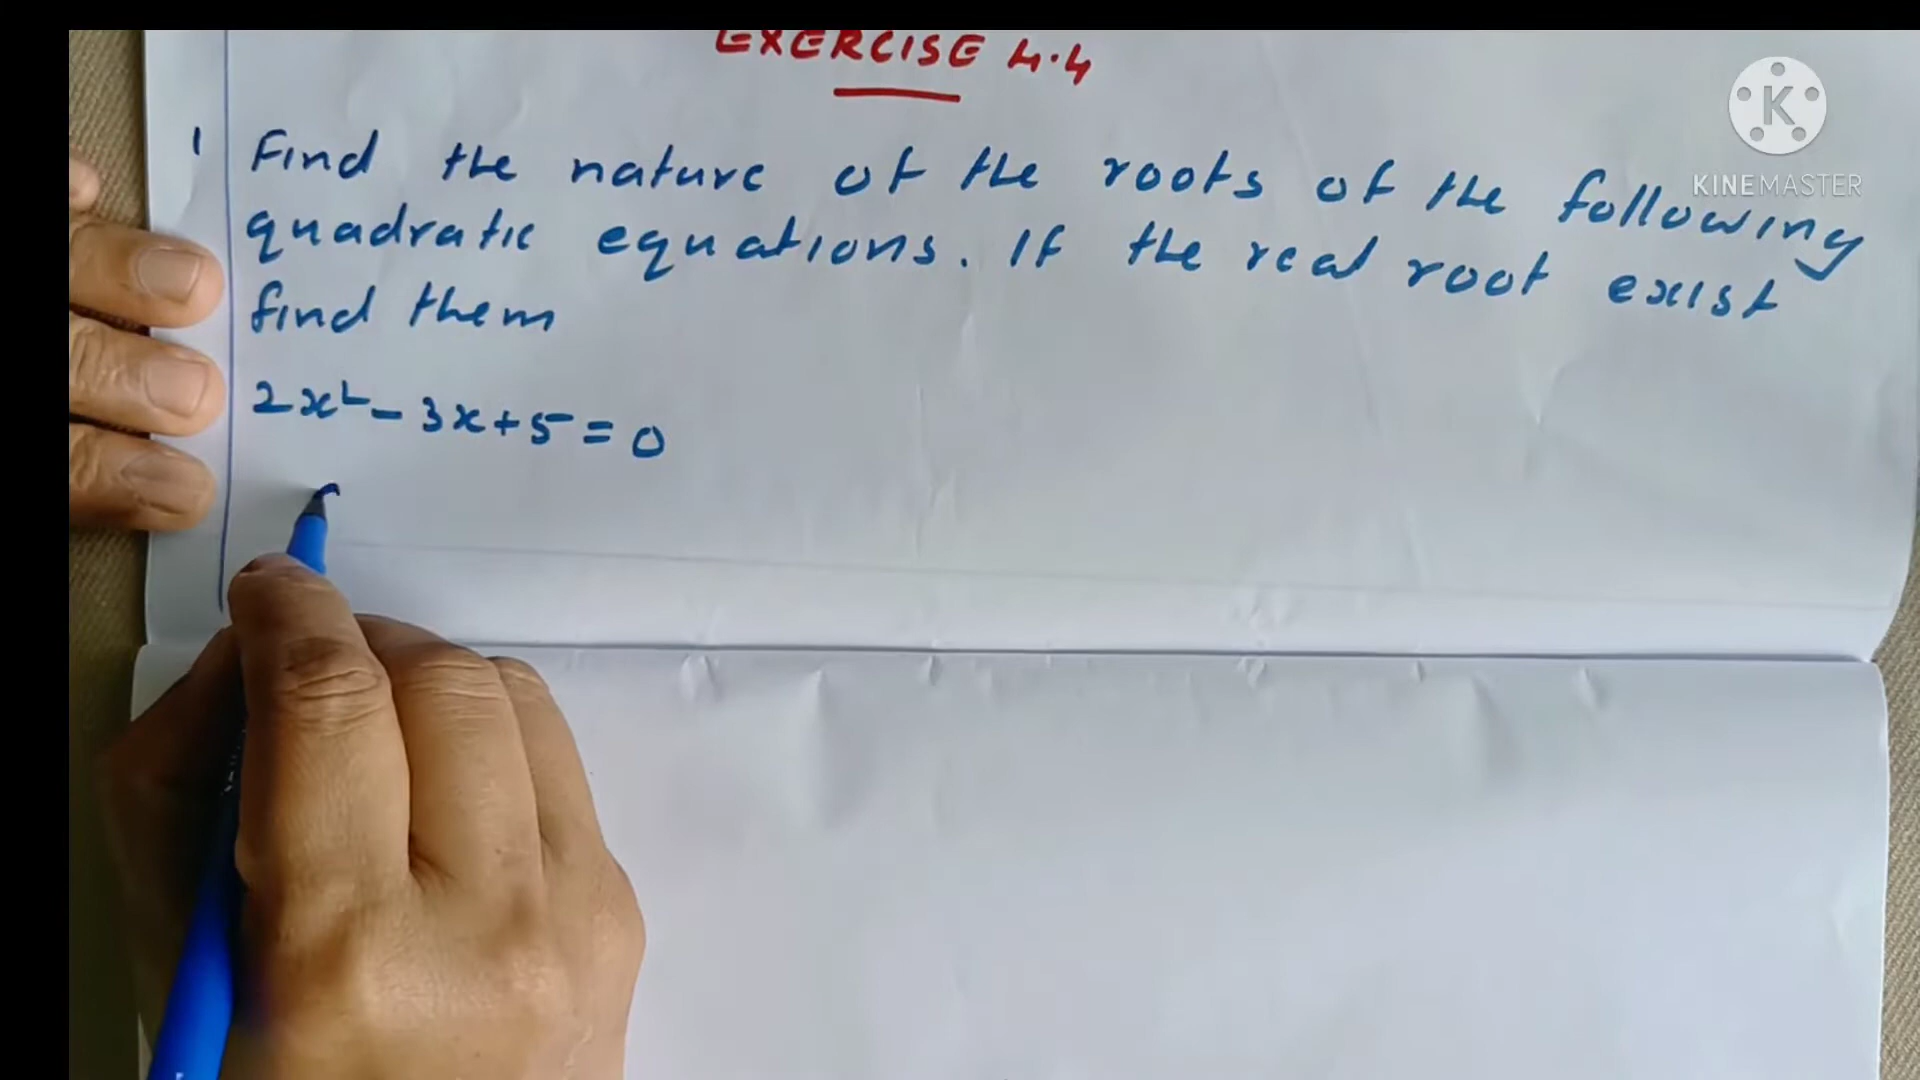 EXERCISE 4.4
1 Find the nature of the roots of the following
quadratic equations. If the real root exist
find them
2x² - 3x + 5 = 0
K
KINEMASTER